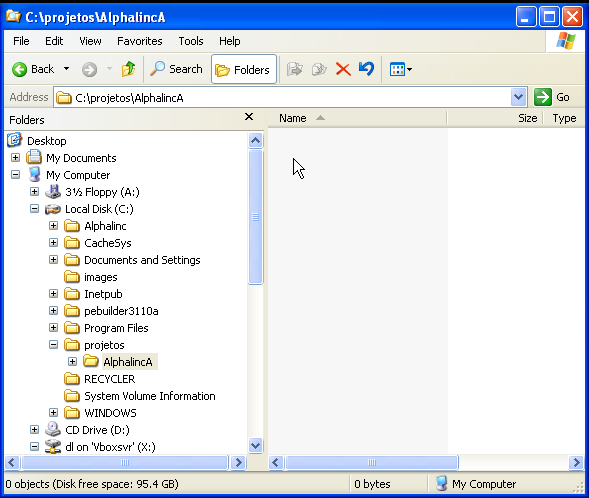 C:\projetos\AlphalincA
File Edit View Favorites Tools Help
Back Search Folders
Address C:\projetos\AlphalincA Go
Folders
Name Size Type
Desktop
My Documents
My Computer
3½ Floppy (A:)
Local Disk (C:)
Alphalinc
CacheSys
Documents and Settings
images
Inetpub
pebuilder3110a
Program Files
projetos
AlphalincA
RECYCLER
System Volume Information
WINDOWS
CD Drive (D:)
dl on 'Vboxsvr' (X:)
0 objects (Disk free space: 95.4 GB) 0 bytes My Computer